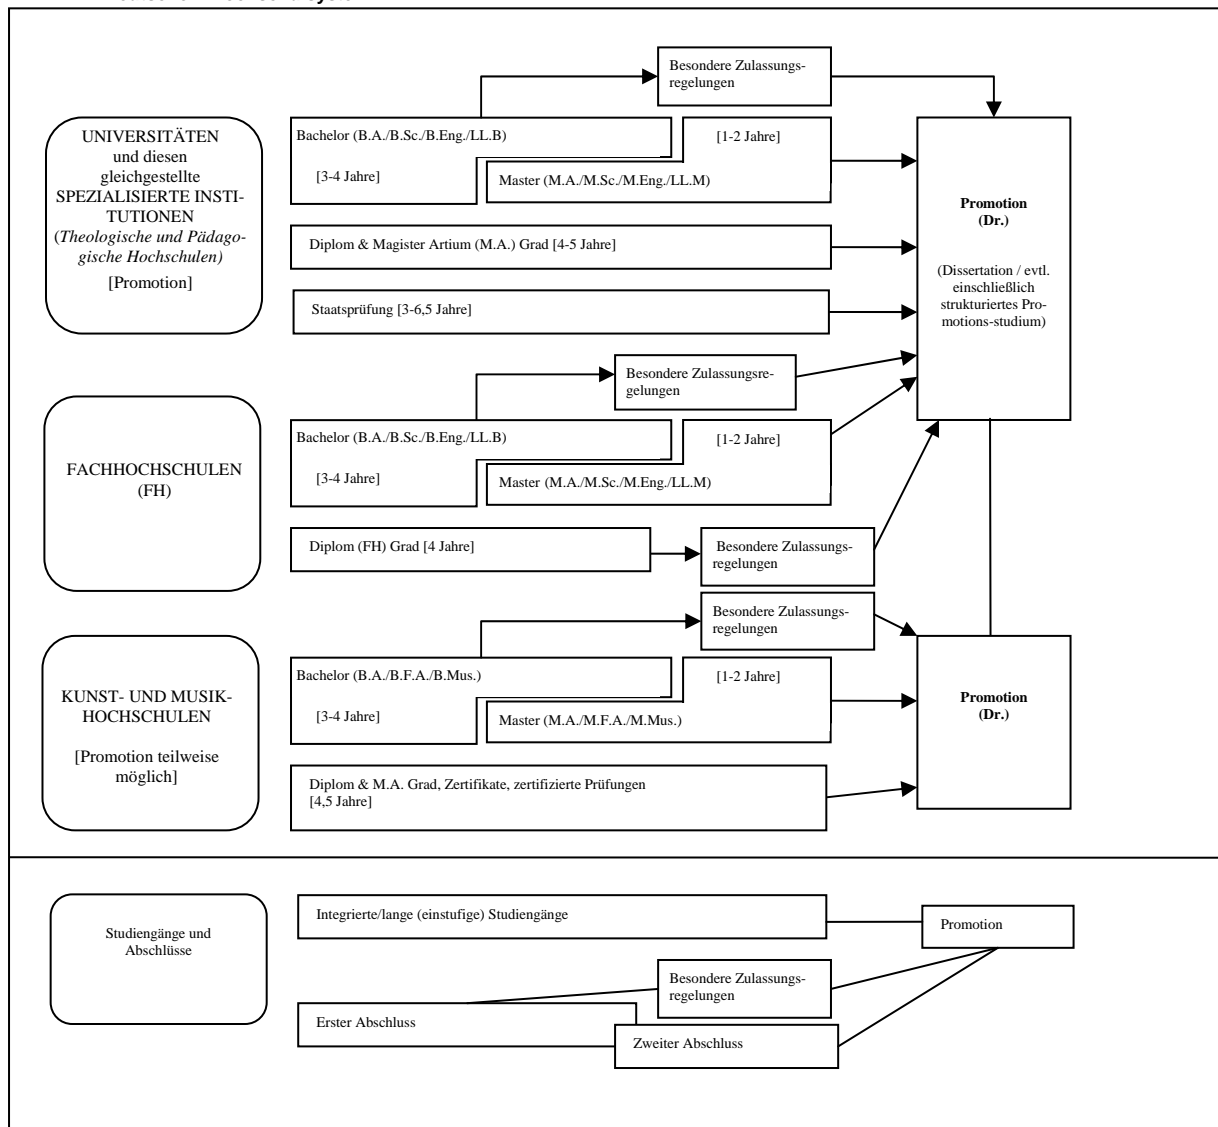 Besondere Zulassungs-
regelungen
UNIVERSITÄTEN
und diesen
gleichgestellte
SPEZIALISIERTE INSTI-
TUTIONEN
(Theologische und Pädago-
gische Hochschulen)
[Promotion]
Bachelor (B.A./B.Sc./B.Eng./LL.B)
[3-4 Jahre]
[1-2 Jahre]
Master (M.A./M.Sc./M.Eng./LL.M)
Diplom & Magister Artium (M.A.) Grad [4-5 Jahre]
Staatsprüfung [3-6,5 Jahre]
Promotion
(Dr.)
(Dissertation / evtl.
einschließlich
strukturiertes Pro-
motions-studium)
Besondere Zulassungsre-
gelungen
FACHHOCHSCHULEN
(FH)
Bachelor (B.A./B.Sc./B.Eng./LL.B)
[3-4 Jahre]
[1-2 Jahre]
Master (M.A./M.Sc./M.Eng./LL.M)
Diplom (FH) Grad [4 Jahre]
Besondere Zulassungs-
regelungen
Besondere Zulassungs-
regelungen
KUNST- UND MUSIK-
HOCHSCHULEN
[Promotion teilweise
möglich]
Bachelor (B.A./B.F.A./B.Mus.)
[3-4 Jahre]
[1-2 Jahre]
Master (M.A./M.F.A./M.Mus.)
Diplom & M.A. Grad, Zertifikate, zertifizierte Prüfungen
[4,5 Jahre]
Promotion
(Dr.)
Studiengänge und
Abschlüsse
Integrierte/lange (einstufige) Studiengänge
Promotion
Besondere Zulassungs-
regelungen
Erster Abschluss
Zweiter Abschluss